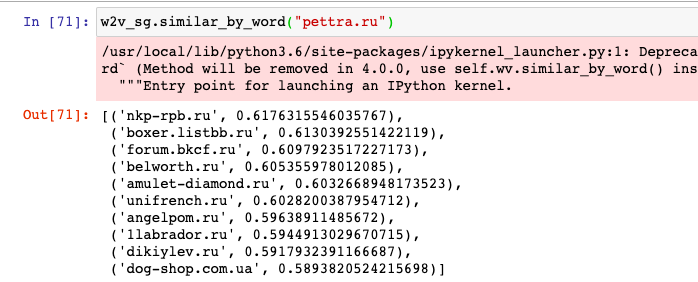 In [71]: w2v_sg.similar_by_word("pettra.ru")
/usr/local/lib/python3.6/site-packages/ipykernel_launcher.py:1: Depreca
rd` (Method will be removed in 4.0.0, use self.wv.similar_by_word() ins
"""Entry point for launching an IPython kernel.
Out[71]: [('nkp-rpb.ru', 0.6176315546035767),
('boxer.listbb.ru', 0.6130392551422119),
('forum.bkcf.ru', 0.6097923517227173),
('belworth.ru', 0.605355978012085),
('amulet-diamond.ru', 0.6032668948173523),
('unifrench.ru', 0.6028200387954712),
('angelpom.ru', 0.59638911485672),
('1labrador.ru', 0.5944913029670715),
('dikiylev.ru', 0.5917932391166687),
('dog-shop.com.ua', 0.5893820524215698)]